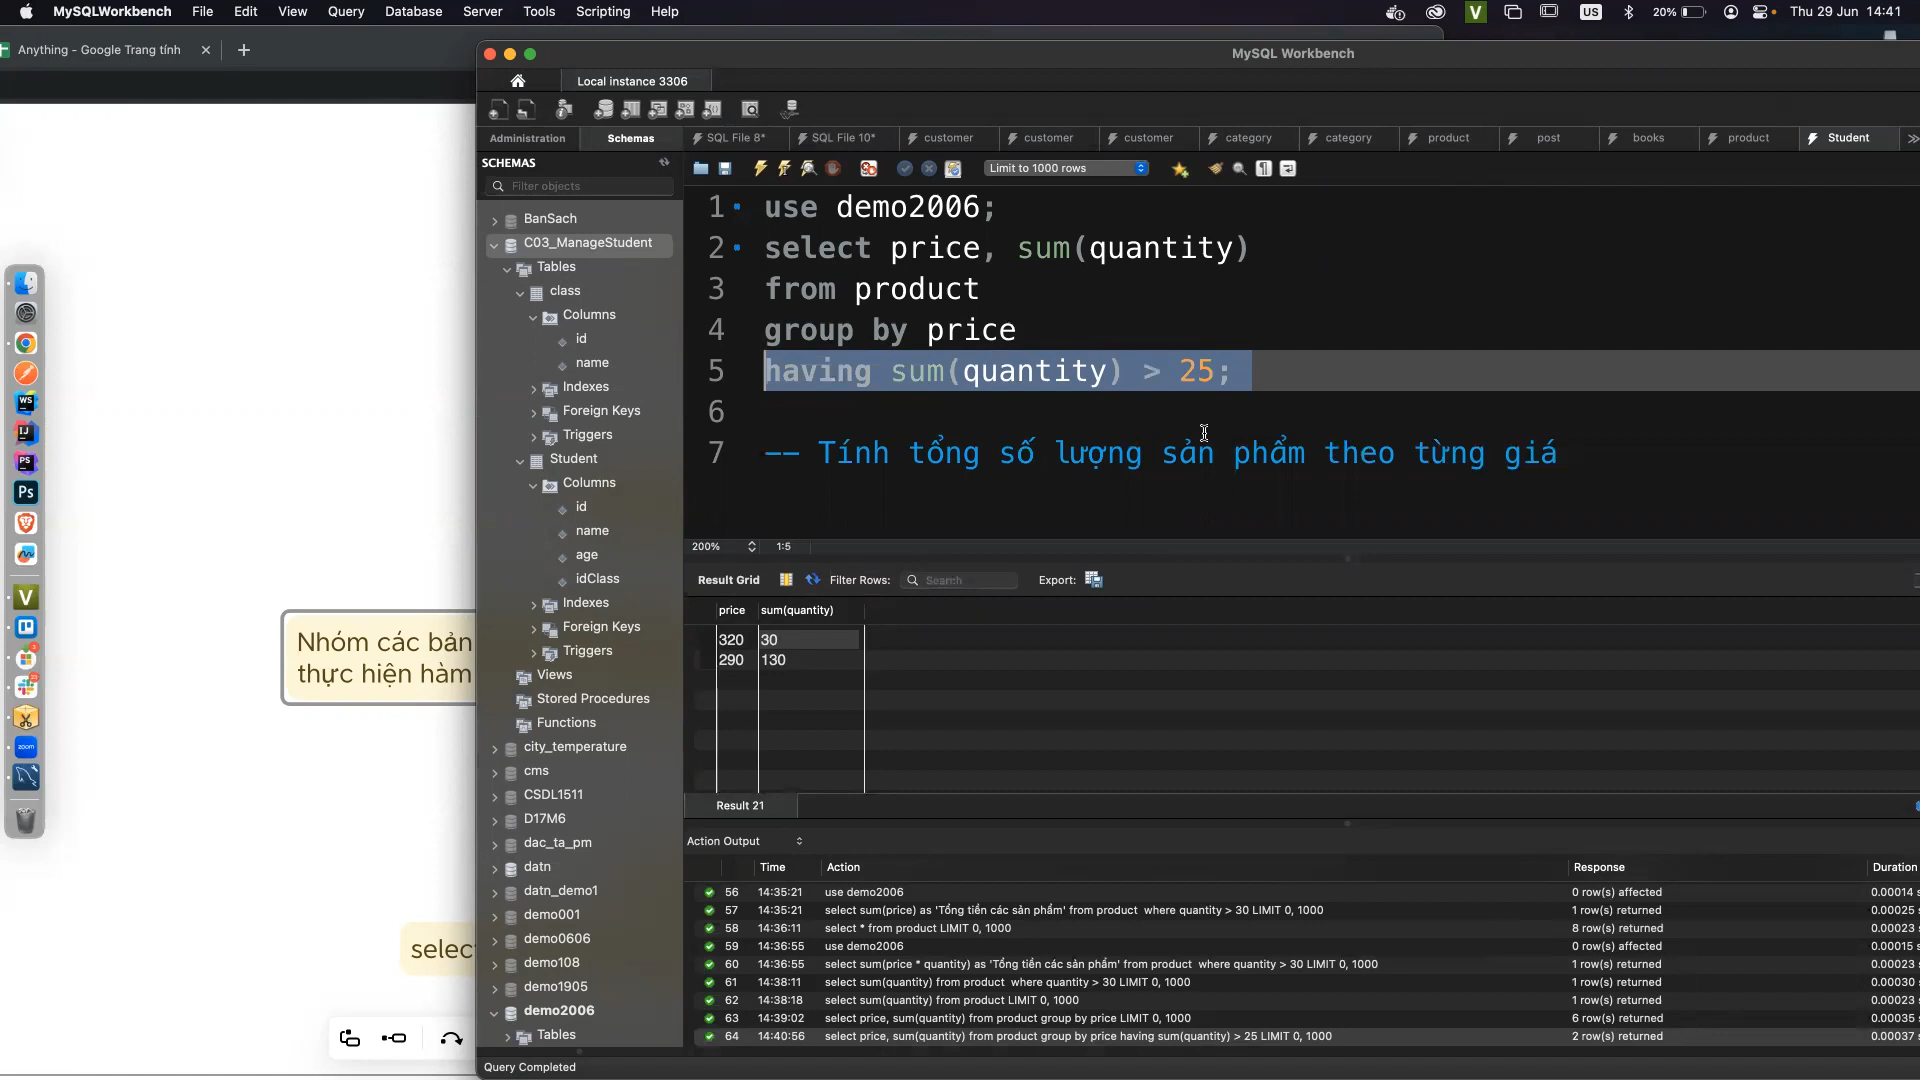 MySQLWorkbench File Edit View Query Database Server Tools Scripting Help
V
US
20%
Thu 29 Jun 14:41
Anything - Google Trang tính
MySQL Workbench
Local instance 3306
Administration Schemas
SQL File 8* SQL File 10* customer customer customer category category product post books product Student
SCHEMAS
Limit to 1000 rows
Filter objects
BanSach
C03_ManageStudent
Tables
class
Columns
id
name
Indexes
Foreign Keys
Triggers
Student
Columns
id
name
age
idClass
Indexes
Foreign Keys
Triggers
Views
Stored Procedures
Functions
city_temperature
cms
CSDL1511
D17M6
dac_ta_pm
datn
datn_demo1
demo001
demo0606
demo108
demo1905
demo2006
Tables
1 use demo2006;
2 select price, sum(quantity)
3 from product
4 group by price
5 having sum(quantity) > 25;
6
7 -- Tính tổng số lượng sản phẩm theo từng giá
200% 1:5
Result Grid Filter Rows: Search Export:
price sum(quantity)
320 30
290 130
Result 21
Action Output
Time Action Response Duration
56 14:35:21 use demo2006 0 row(s) affected 0.00014 s
57 14:35:21 select sum(price) as 'Tổng tiền các sản phẩm' from product where quantity > 30 LIMIT 0, 1000 1 row(s) returned 0.00025 s
58 14:36:11 select * from product LIMIT 0, 1000 8 row(s) returned 0.00023 s
59 14:36:55 use demo2006 0 row(s) affected 0.00015 s
60 14:36:55 select sum(price * quantity) as 'Tổng tiền các sản phẩm' from product where quantity > 30 LIMIT 0, 1000 1 row(s) returned 0.00023 s
61 14:38:11 select sum(quantity) from product where quantity > 30 LIMIT 0, 1000 1 row(s) returned 0.00030 s
62 14:38:18 select sum(quantity) from product LIMIT 0, 1000 1 row(s) returned 0.00023 s
63 14:39:02 select price, sum(quantity) from product group by price LIMIT 0, 1000 6 row(s) returned 0.00035 s
64 14:40:56 select price, sum(quantity) from product group by price having sum(quantity) > 25 LIMIT 0, 1000 2 row(s) returned 0.00037 s
Query Completed
Nhóm các bản
thực hiện hàm
selec
WS
IJ
PS
Ps
V
zoom